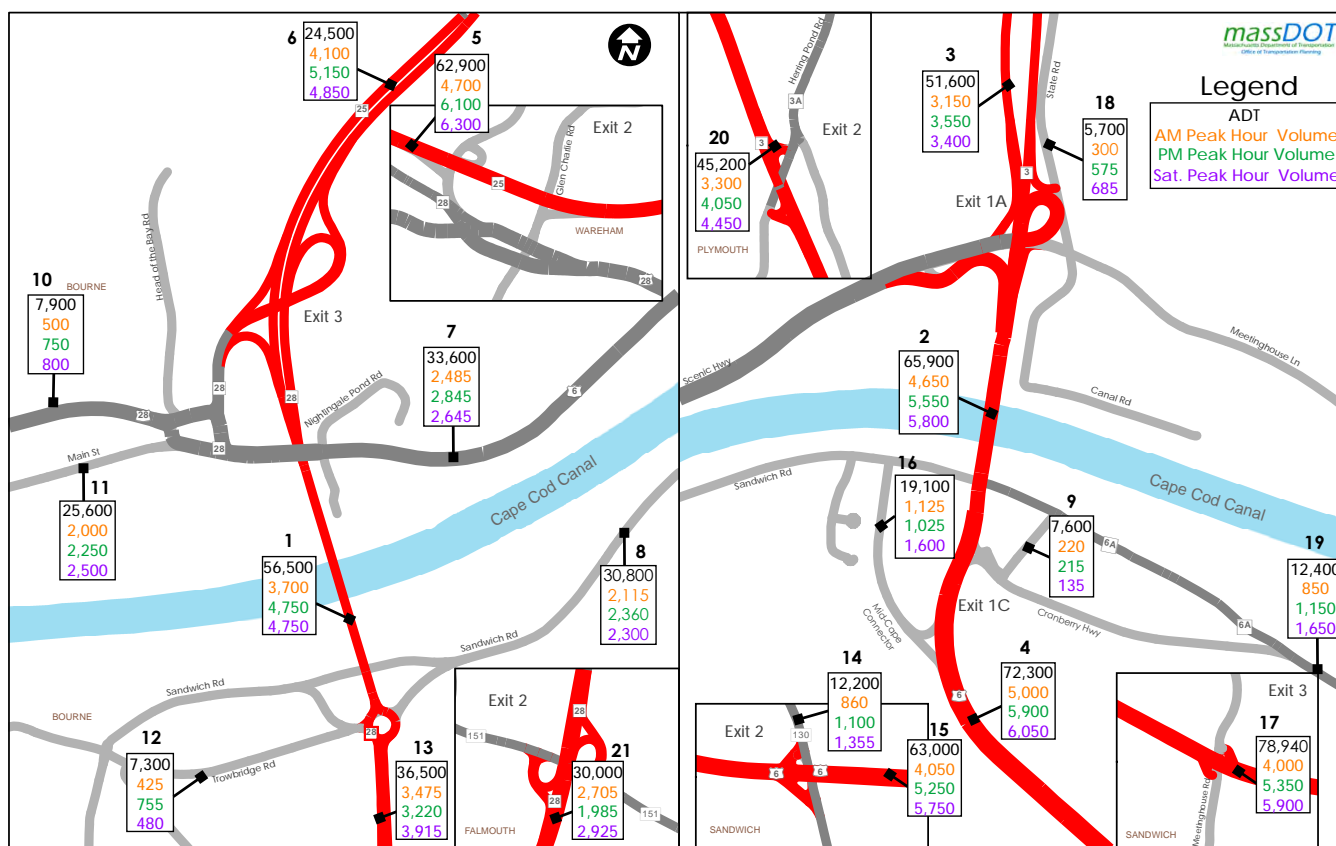 6
24,500
4,100
5,150
4,850
5
62,900
4,700
6,100
6,300
N
25
Exit 2
Glen Charlie Rd
25
28
WAREHAM
28
Head of the Bay Rd
10
BOURNE
7,900
500
750
800
Exit 3
7
33,600
2,485
2,845
2,645
28
28
Nightingale Pond Rd
6
28
28
Main St
11
25,600
2,000
2,250
2,500
Cape Cod Canal
1
56,500
3,700
4,750
4,750
8
30,800
2,115
2,360
2,300
Sandwich Rd
Sandwich Rd
BOURNE
28
12
7,300
425
755
480
Trowbridge Rd
13
36,500
3,475
3,220
3,915
Exit 2
28
151
21
30,000
2,705
1,985
2,925
28
151
FALMOUTH
Herring Pond Rd
3A
Exit 2
20
3
45,200
3,300
4,050
4,450
PLYMOUTH
3
51,600
3,150
3,550
3,400
State Rd
18
5,700
300
575
685
massDOT
Massachusetts Department of Transportation
Office of Transportation Planning
Legend
ADT
AM Peak Hour Volume
PM Peak Hour Volume
Sat. Peak Hour Volume
3
Exit 1A
Scenic Hwy
Meetinghouse Ln
2
65,900
4,650
5,550
5,800
Canal Rd
Sandwich Rd
Cape Cod Canal
16
19,100
1,125
1,025
1,600
9
7,600
220
215
135
6A
19
12,400
850
1,150
1,650
Exit 1C
Cranberry Hwy
6A
Mid-Cape
Connector
4
72,300
5,000
5,900
6,050
6
14
12,200
860
1,100
1,355
Exit 2
130
15
63,000
4,050
5,250
5,750
6
6
SANDWICH
Exit 3
17
78,940
4,000
5,350
5,900
Meetinghouse Rd
SANDWICH